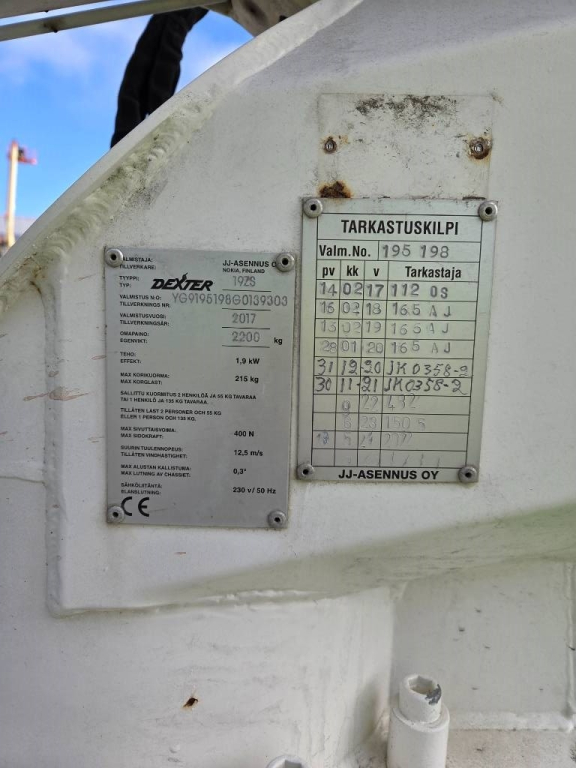 VALMISTAJA: JJ-ASENNUS O
TILLVERKARE: NOKIA, FINLAND
TYYPPI: DEXTER 19ZS
TYP:
VALMISTUS N:O: YG9195198G0139303
TILLVERKNINGS NR:
VALMISTUSVUOSI: 2017
TILLVERKNINGSÅR:
OMAPAINO: 2200 kg
EGENVIKT:
TEHO: 1,9 kW
EFFEKT:
MAX KORIKUORMA: 215 kg
MAX KORGLAST:
SALLITTU KUORMITUS 2 HENKILÖÄ JA 55 KG TAVARAA
TAI 1 HENKILÖ JA 135 KG TAVARAA.
TILLÅTEN LAST 2 PERSONER OCH 55 KG
ELLER 1 PERSON OCH 135 KG.
MAX SIVUTTAISVOIMA 400 N
MAX SIDOKRAFT:
SUURIN TUULENNOPEUS: 12,5 m/s
TILLÅTEN VINDHASTIGHET:
MAX ALUSTAN KALLISTUMA: 0,3°
MAX LUTNING AV CHASSIET:
SÄHKÖLIITÄNTÄ: 230 v/ 50 Hz
ELANSLUTNING.
CE
TARKASTUSKILPI
Valm.No. 195 198
pv kk v Tarkastaja
14 02 17 112 OS
15 02 18 165 AJ
13 02 19 165 AJ
28 01 20 165 AJ
31 12 20 JK0358-2
30 11 21 JK0358-2
22
23
JJ-ASENNUS OY